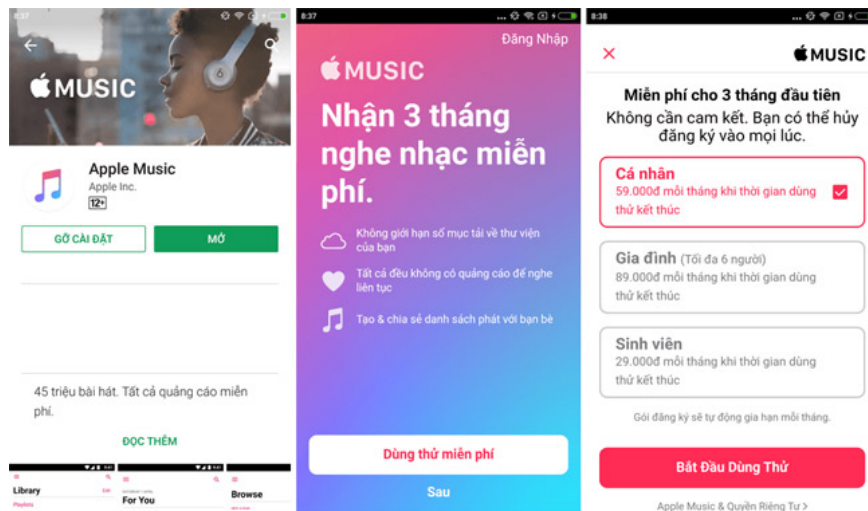 8:37
MUSIC
Apple Music
Apple Inc.
12+
GỠ CÀI ĐẶT
MỞ
45 triệu bài hát. Tất cả quảng cáo miễn
phí.
ĐỌC THÊM
Library
Edit
Playlists
For You
Browse
8:37
Đăng Nhập
MUSIC
Nhận 3 tháng
nghe nhạc miễn
phí.
Không giới hạn số mục tải về thư viện
của bạn
Tất cả đều không có quảng cáo để nghe
liên tục
Tạo & chia sẻ danh sách phát với bạn bè
Dùng thử miễn phí
Sau
8:38
MUSIC
Miễn phí cho 3 tháng đầu tiên
Không cần cam kết. Bạn có thể hủy
đăng ký vào mọi lúc.
Cá nhân
59.000đ mỗi tháng khi thời gian dùng
thử kết thúc
Gia đình (Tối đa 6 người)
89.000đ mỗi tháng khi thời gian dùng
thử kết thúc
Sinh viên
29.000đ mỗi tháng khi thời gian dùng
thử kết thúc
Gói đăng ký sẽ tự động gia hạn mỗi tháng.
Bắt Đầu Dùng Thử
Apple Music & Quyền Riêng Tư >